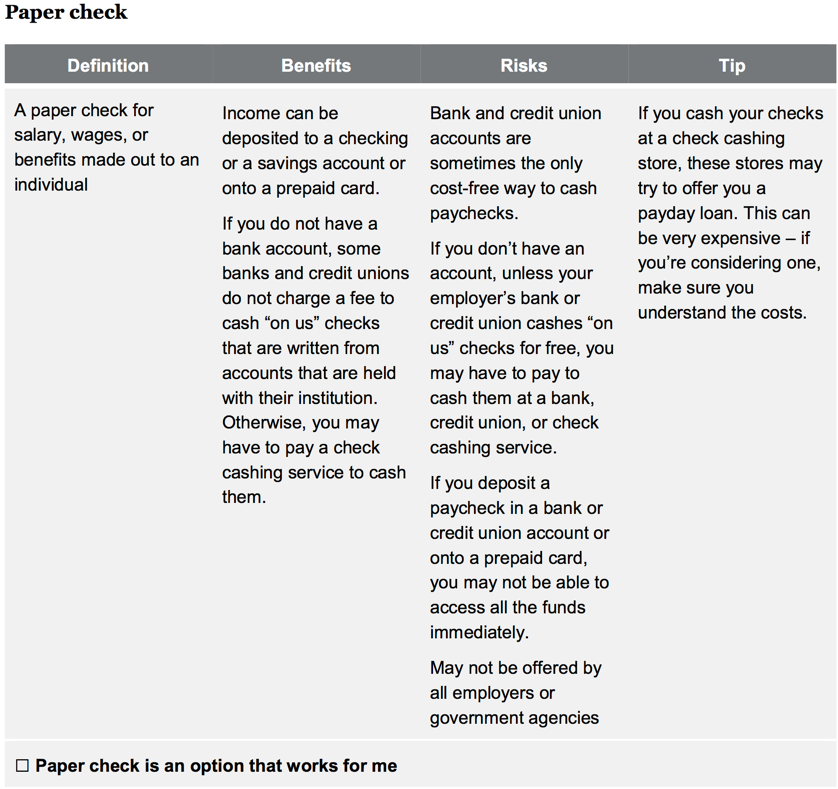 Paper check
Definition
Benefits
Risks
Tip
A paper check for
salary, wages, or
benefits made out to an
individual
Income can be
deposited to a checking
or a savings account or
onto a prepaid card.
If you do not have a
bank account, some
banks and credit unions
do not charge a fee to
cash “on us” checks
that are written from
accounts that are held
with their institution.
Otherwise, you may
have to pay a check
cashing service to cash
them.
Bank and credit union
accounts are
sometimes the only
cost-free way to cash
paychecks.
If you don’t have an
account, unless your
employer’s bank or
credit union cashes “on
us” checks for free, you
may have to pay to
cash them at a bank,
credit union, or check
cashing service.
If you deposit a
paycheck in a bank or
credit union account or
onto a prepaid card,
you may not be able to
access all the funds
immediately.
May not be offered by
all employers or
government agencies
If you cash your checks
at a check cashing
store, these stores may
try to offer you a
payday loan. This can
be very expensive – if
you’re considering one,
make sure you
understand the costs.
☐ Paper check is an option that works for me